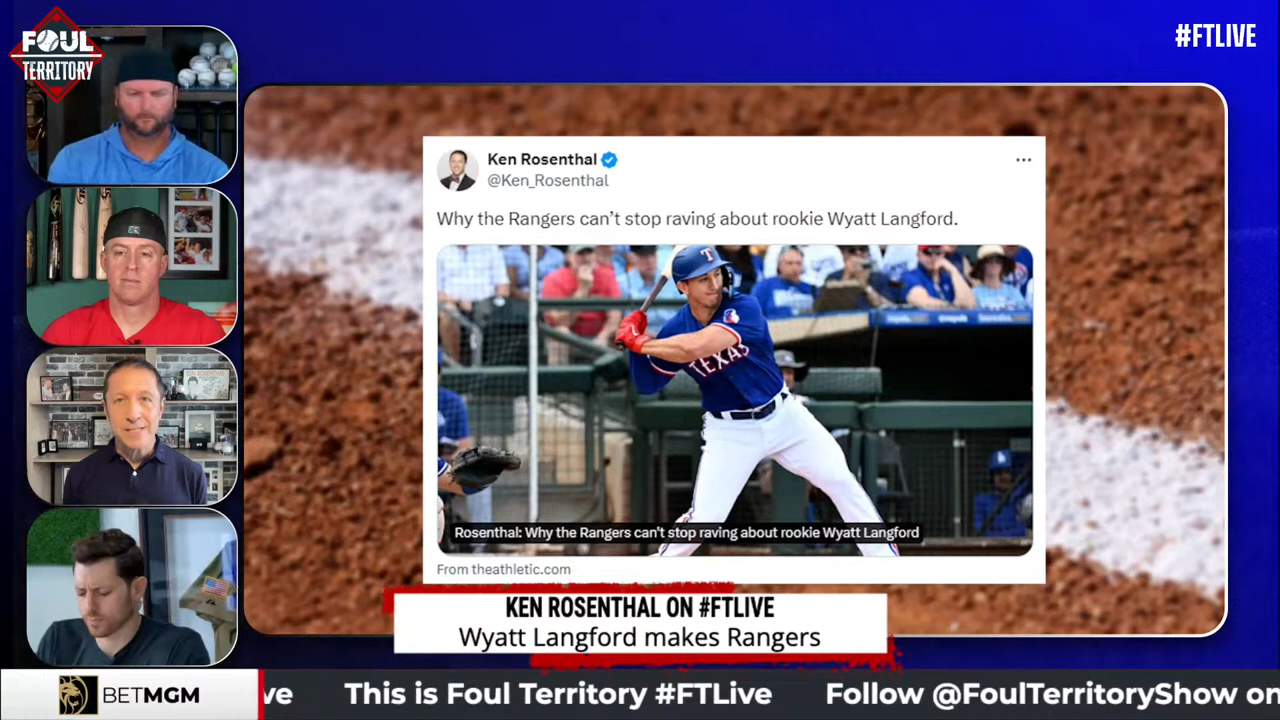 FOUL
TERRITORY
#FTLIVE
Ken Rosenthal
@Ken_Rosenthal
Why the Rangers can’t stop raving about rookie Wyatt Langford.
T
TEXAS
Rosenthal: Why the Rangers can't stop raving about rookie Wyatt Langford
From theathletic.com
KEN ROSENTHAL
KEN ROSENTHAL ON #FTLIVE
Wyatt Langford makes Rangers
BETMGM
ve This is Foul Territory #FTLive Follow @FoulTerritoryShow on